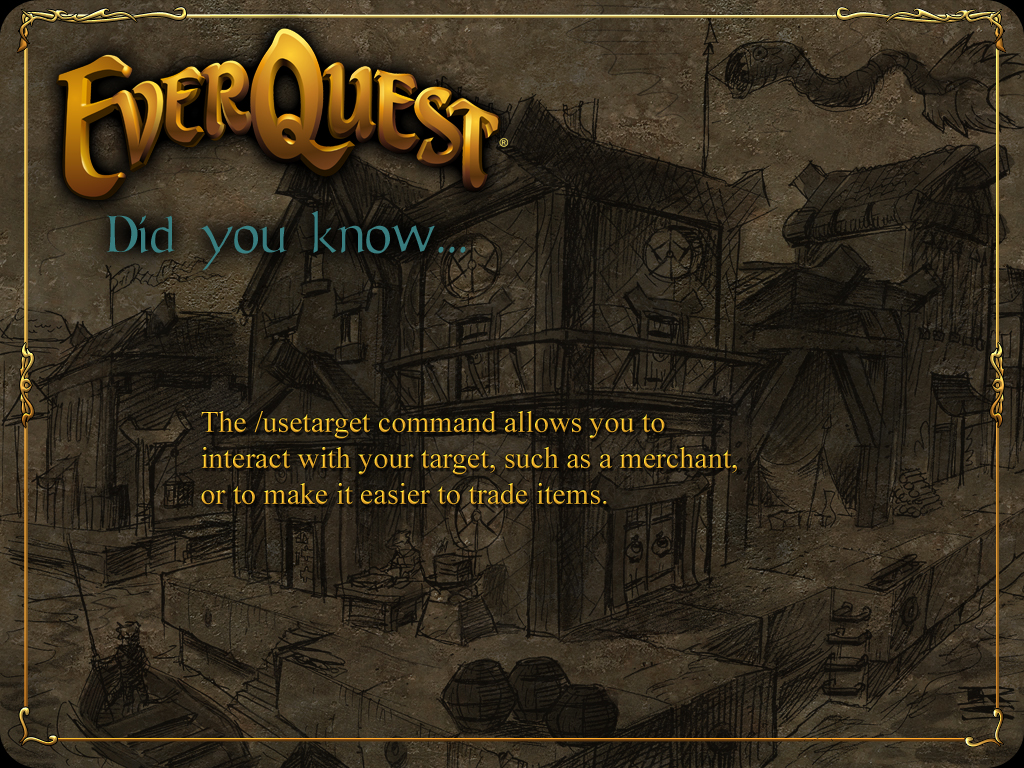 EverQuest®
Did you know...
The /usetarget command allows you to
interact with your target, such as a merchant,
or to make it easier to trade items.